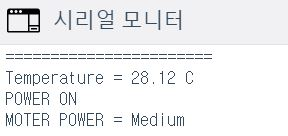 시리얼 모니터
=======================
Temperature = 28.12 C
POWER ON
MOTER POWER = Medium